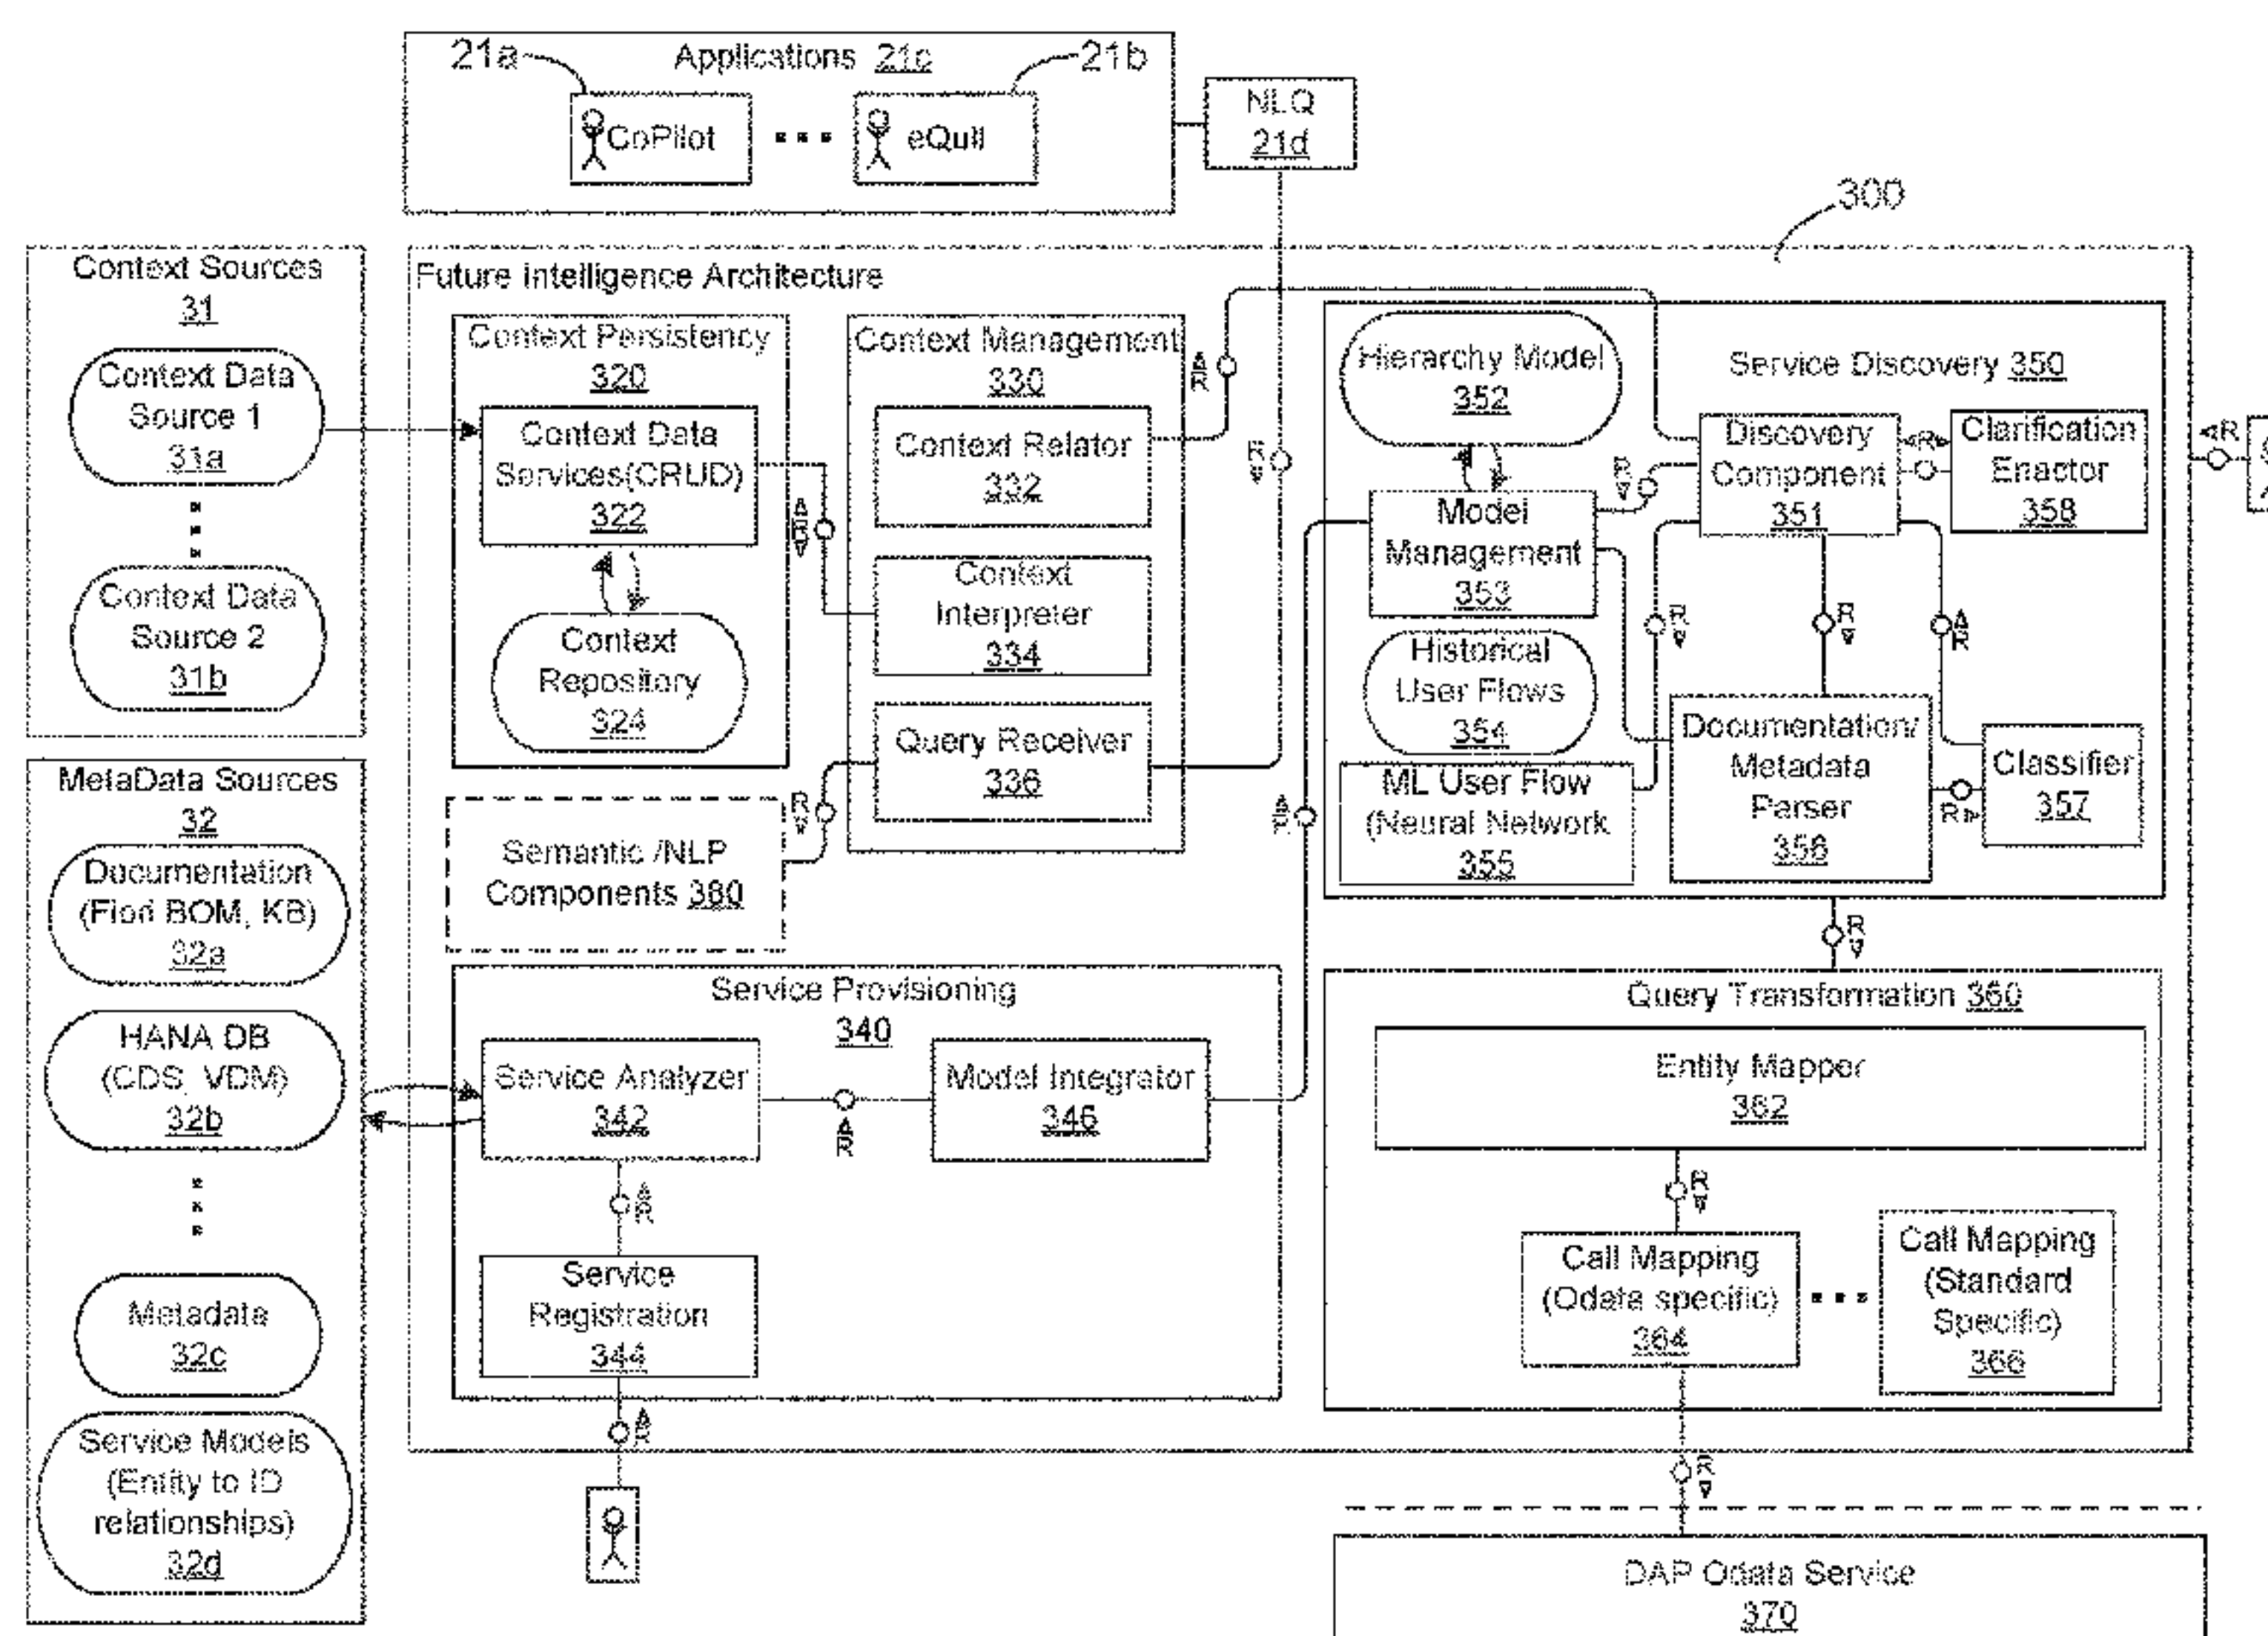 21a
Applications 21c
21b
CoPilot
eQuil
NLQ
21d
300
Context Sources
31
Context Data
Source 1
31a
Context Data
Source 2
31b
Future Intelligence Architecture
Context Persistency
320
Context Data
Services(CRUD)
322
Context
Repository
324
Context Management
330
Context Relator
332
Context
Interpreter
334
Query Receiver
336
Semantic /NLP
Components 380
R
R
R
R
R
Hierarchy Model
352
Service Discovery 350
Discovery
Component
351
Clarification
Enactor
358
Model
Management
353
Historical
User Flows
354
ML User Flow
(Neural Network
355
Documentation/
Metadata
Parser
356
Classifier
357
R
R
R
R
R
R
R
R
MetaData Sources
32
Documentation
(Fiori BOM, KB)
32a
HANA DB
(CDS, VDM)
32b
Metadata
32c
Service Models
(Entity to ID
relationships)
32d
Service Provisioning
340
Service Analyzer
342
Model Integrator
346
Service
Registration
344
R
R
R
Query Transformation 360
Entity Mapper
362
R
Call Mapping
(Odata specific)
364
Call Mapping
(Standard
Specific)
366
R
DAP Odata Service
370